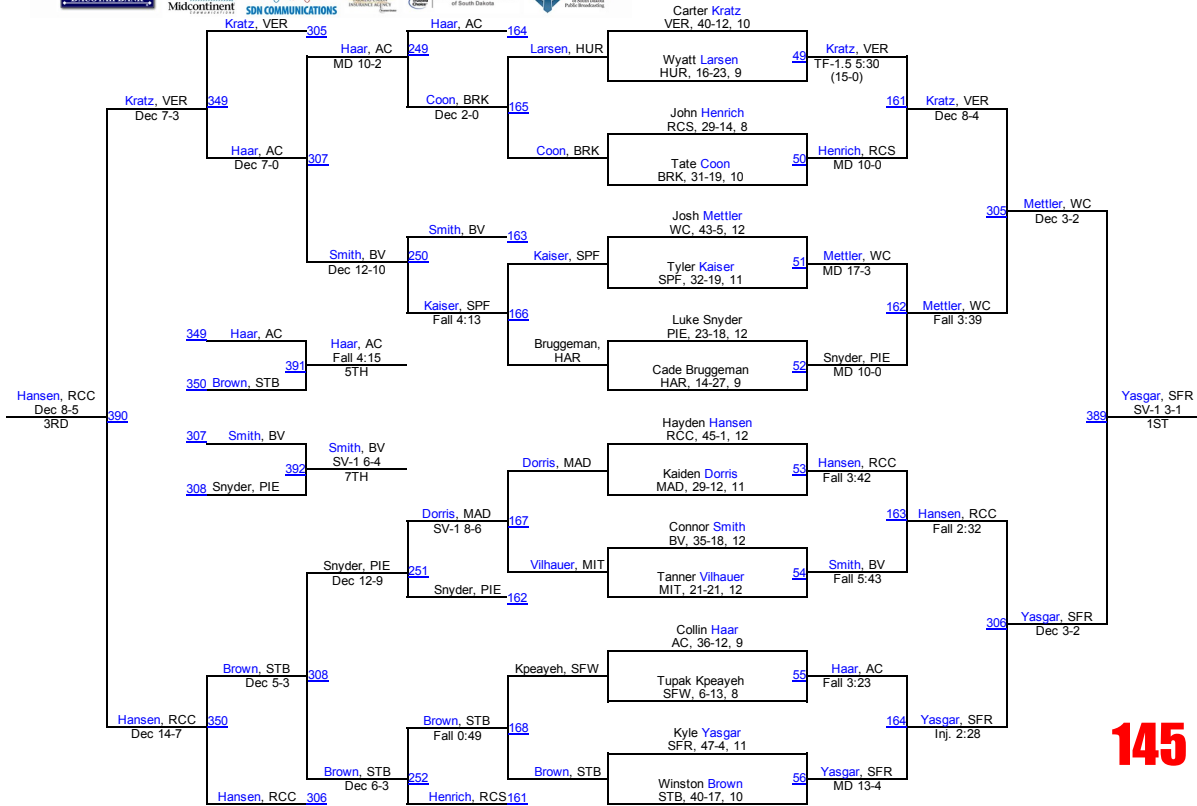 DACOTAH BANK
Midcontinent
COMMUNICATIONS
SDN COMMUNICATIONS
INSURANCE AGENCY
Choice
of South Dakota
Public Broadcasting
Kratz, VER
305
Haar, AC
MD 10-2
249
Haar, AC
164
Coon, BRK
Dec 2-0
165
Larsen, HUR
Coon, BRK
Kratz, VER
Dec 7-3
349
Haar, AC
Dec 7-0
307
Smith, BV
Dec 12-10
250
Smith, BV
163
Kaiser, SPF
Fall 4:13
166
Kaiser, SPF
Bruggeman,
HAR
349 Haar, AC
391
350 Brown, STB
Haar, AC
Fall 4:15
5TH
Hansen, RCC
Dec 8-5
3RD
390
307 Smith, BV
392
308 Snyder, PIE
Smith, BV
SV-1 6-4
7TH
Dorris, MAD
SV-1 8-6
167
Dorris, MAD
Vilhauer, MIT
Snyder, PIE
Dec 12-9
251
Snyder, PIE
162
Brown, STB
Dec 5-3
308
Kpeayeh, SFW
Brown, STB
Fall 0:49
168
Brown, STB
Hansen, RCC
Dec 14-7
350
Brown, STB
Dec 6-3
252
Hansen, RCC 306
Henrich, RCS 161
Carter Kratz
VER, 40-12, 10
Wyatt Larsen
HUR, 16-23, 9
49
Kratz, VER
TF-1.5 5:30
(15-0)
John Henrich
RCS, 29-14, 8
Tate Coon
BRK, 31-19, 10
50
Henrich, RCS
MD 10-0
161
Kratz, VER
Dec 8-4
Josh Mettler
WC, 43-5, 12
Tyler Kaiser
SPF, 32-19, 11
51
Mettler, WC
MD 17-3
Luke Snyder
PIE, 23-18, 12
Cade Bruggeman
HAR, 14-27, 9
52
Snyder, PIE
MD 10-0
162
Mettler, WC
Fall 3:39
305
Mettler, WC
Dec 3-2
Hayden Hansen
RCC, 45-1, 12
Kaiden Dorris
MAD, 29-12, 11
53
Hansen, RCC
Fall 3:42
Connor Smith
BV, 35-18, 12
Tanner Vilhauer
MIT, 21-21, 12
54
Smith, BV
Fall 5:43
163
Hansen, RCC
Fall 2:32
Collin Haar
AC, 36-12, 9
Tupak Kpeayeh
SFW, 6-13, 8
55
Haar, AC
Fall 3:23
Kyle Yasgar
SFR, 47-4, 11
Winston Brown
STB, 40-17, 10
56
Yasgar, SFR
MD 13-4
164
Yasgar, SFR
Inj. 2:28
306
Yasgar, SFR
Dec 3-2
389
Yasgar, SFR
SV-1 3-1
1ST
145